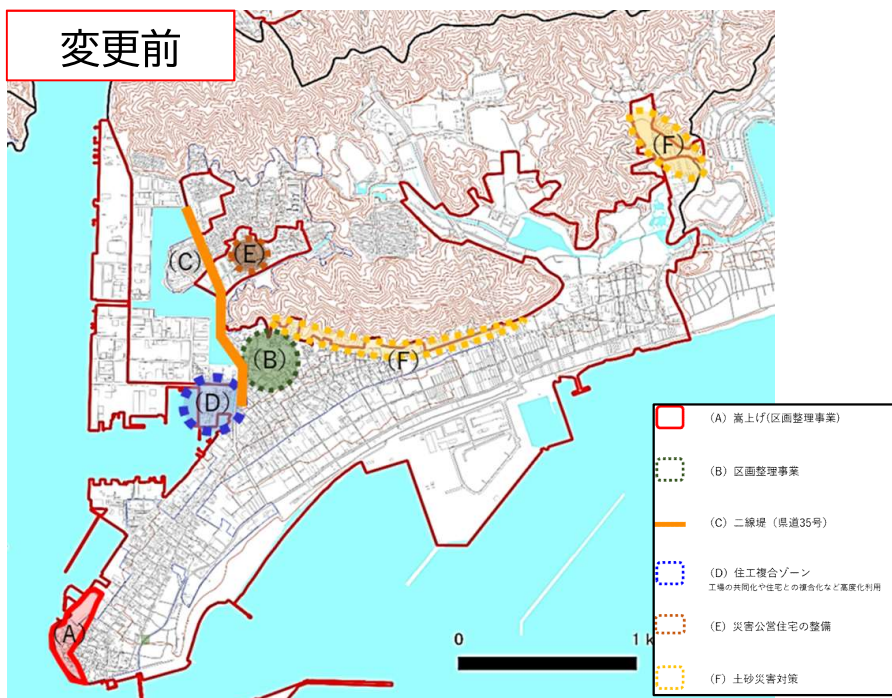 変更前
(F)
(C)
(E)
(B)
(F)
(D)
(A)
0
1 k
(A) 嵩上げ(区画整理事業)
(B) 区画整理事業
(C) 二線堤（県道35号）
(D) 住工複合ゾーン
工場の共同化や住宅との複合化など高度化利用
(E) 災害公営住宅の整備
(F) 土砂災害対策